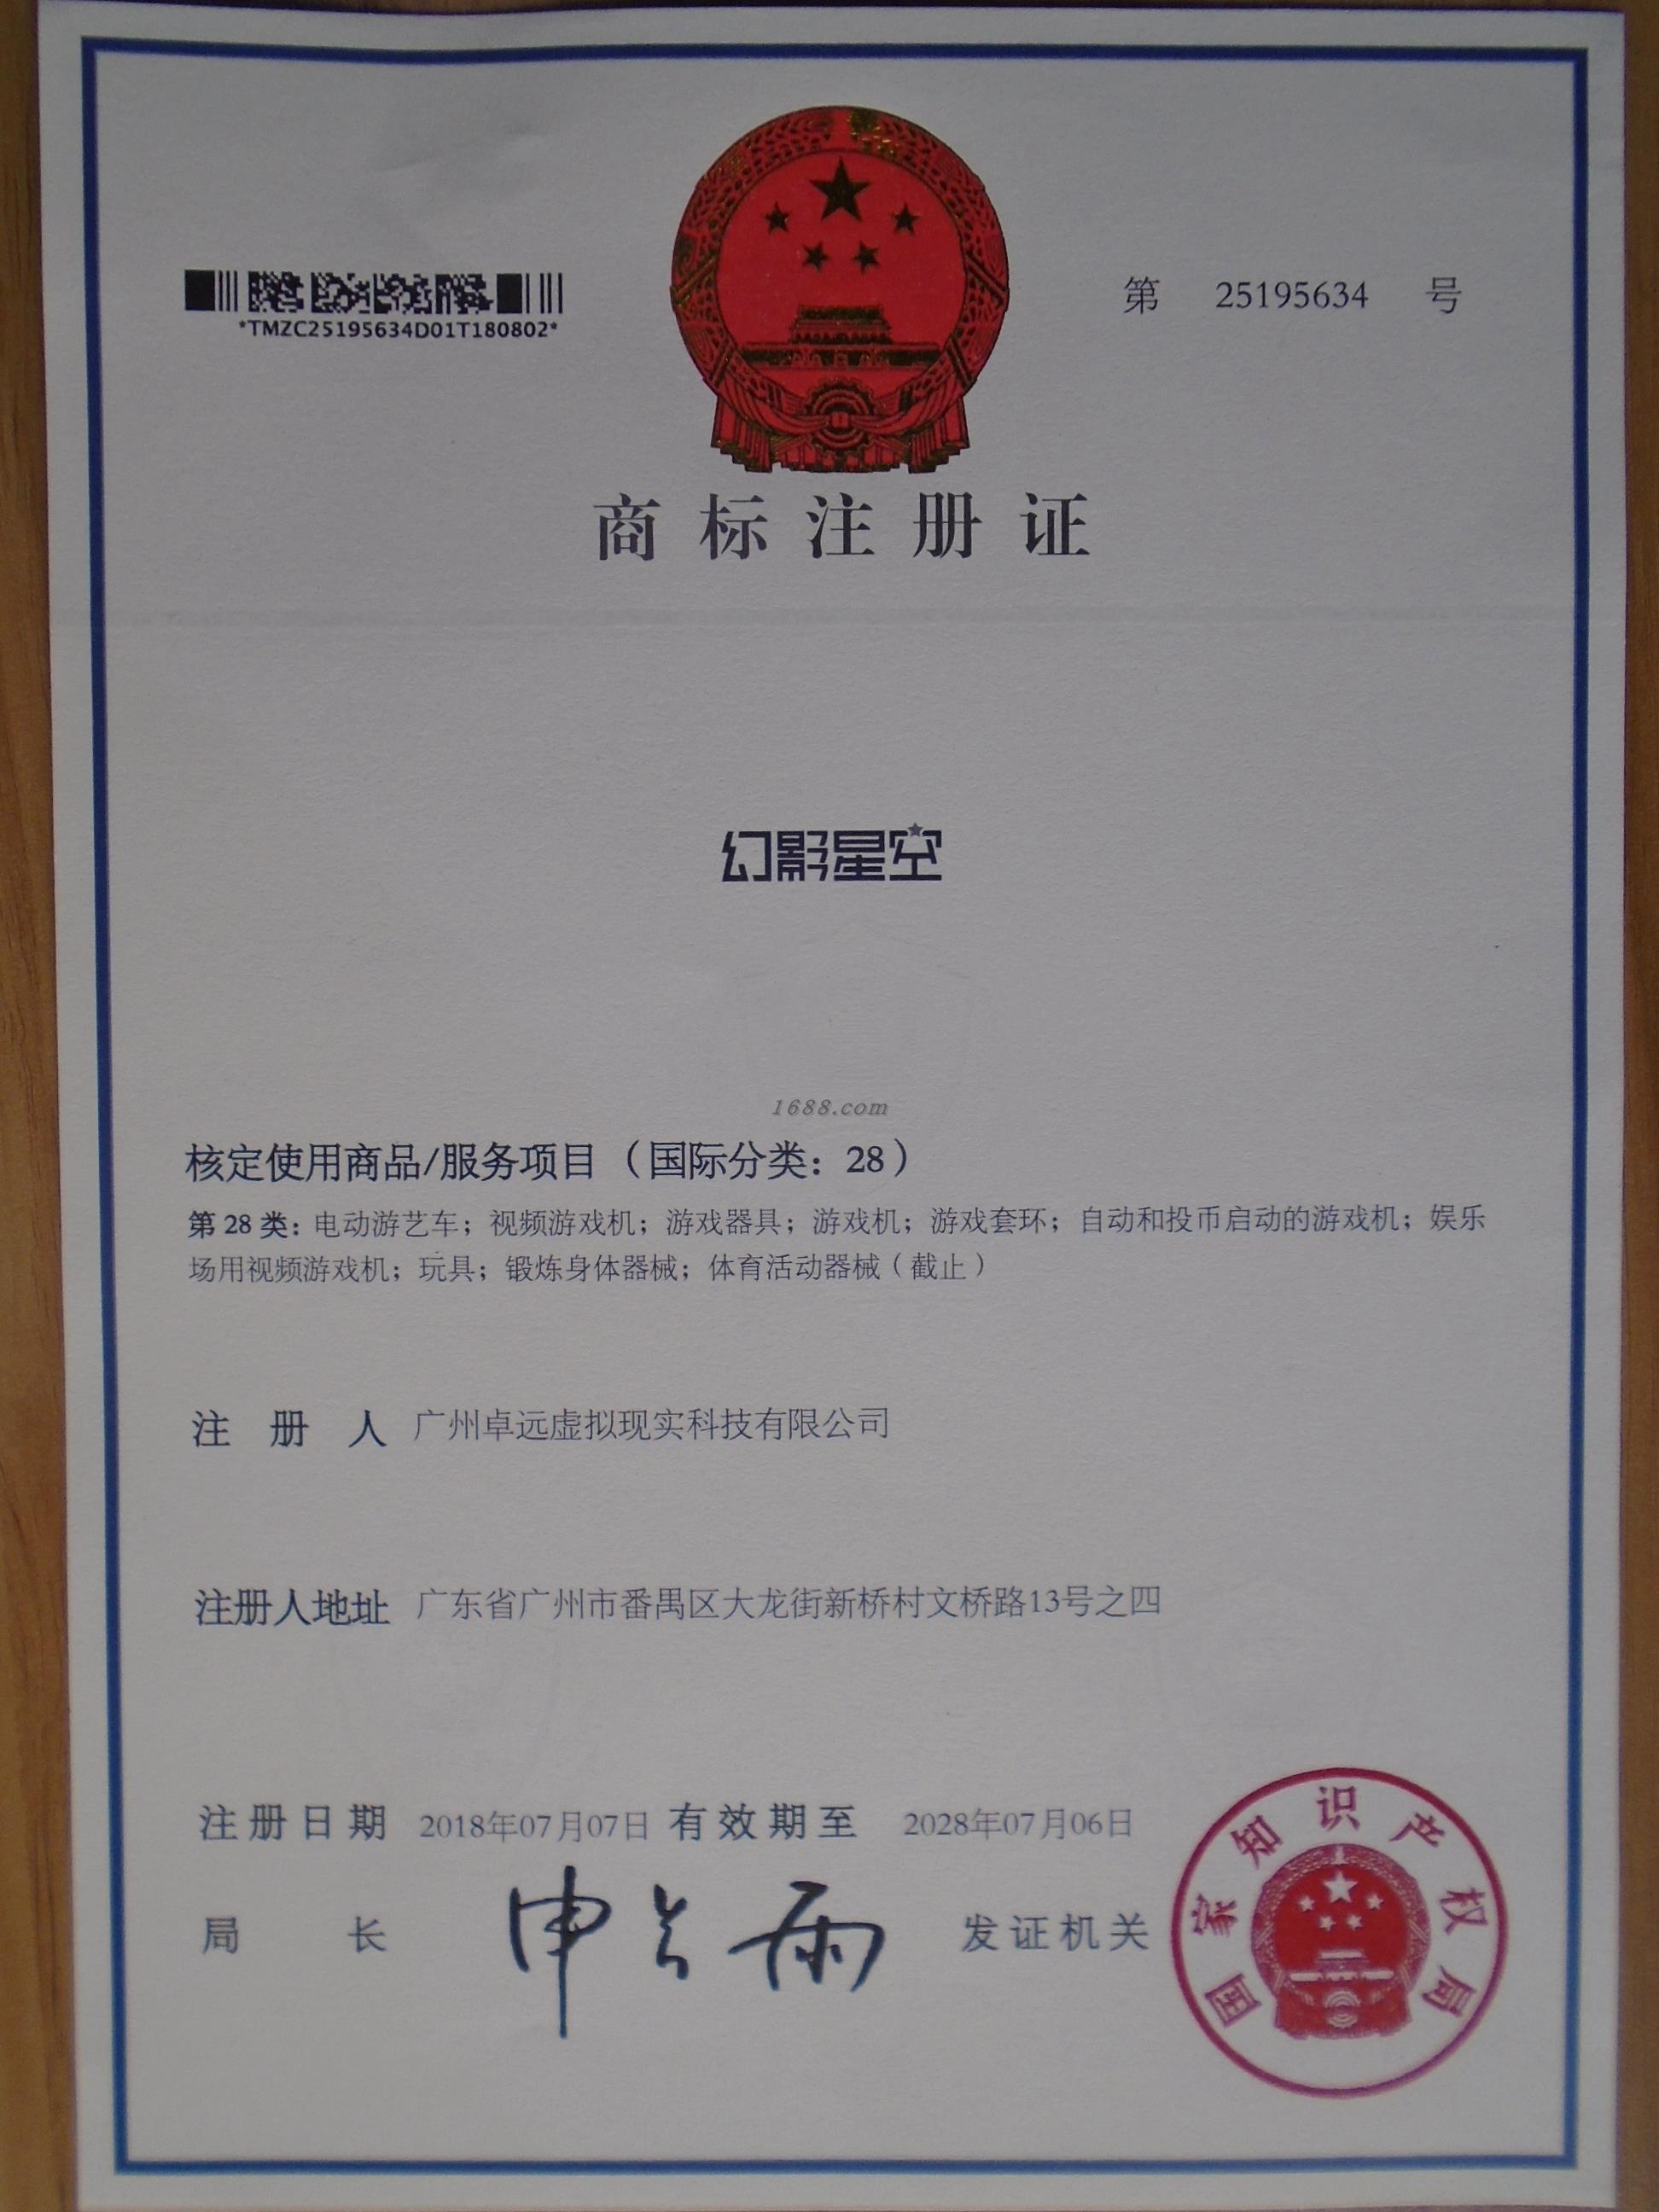 *TMZC25195634D01T180802*
第 25195634 号
商标注册证
幻影星空
1688.com
核定使用商品/服务项目（国际分类：28）
第 28 类：电动游艺车；视频游戏机；游戏器具；游戏机；游戏套环；自动和投币启动的游戏机；娱乐
场用视频游戏机；玩具；锻炼身体器械；体育活动器械（截止）
注册人 广州卓远虚拟现实科技有限公司
注册人地址 广东省广州市番禺区大龙街新桥村文桥路13号之四
注册日期 2018年07月07日 有效期至 2028年07月06日
局长 申长雨 发证机关
国家知识产权局